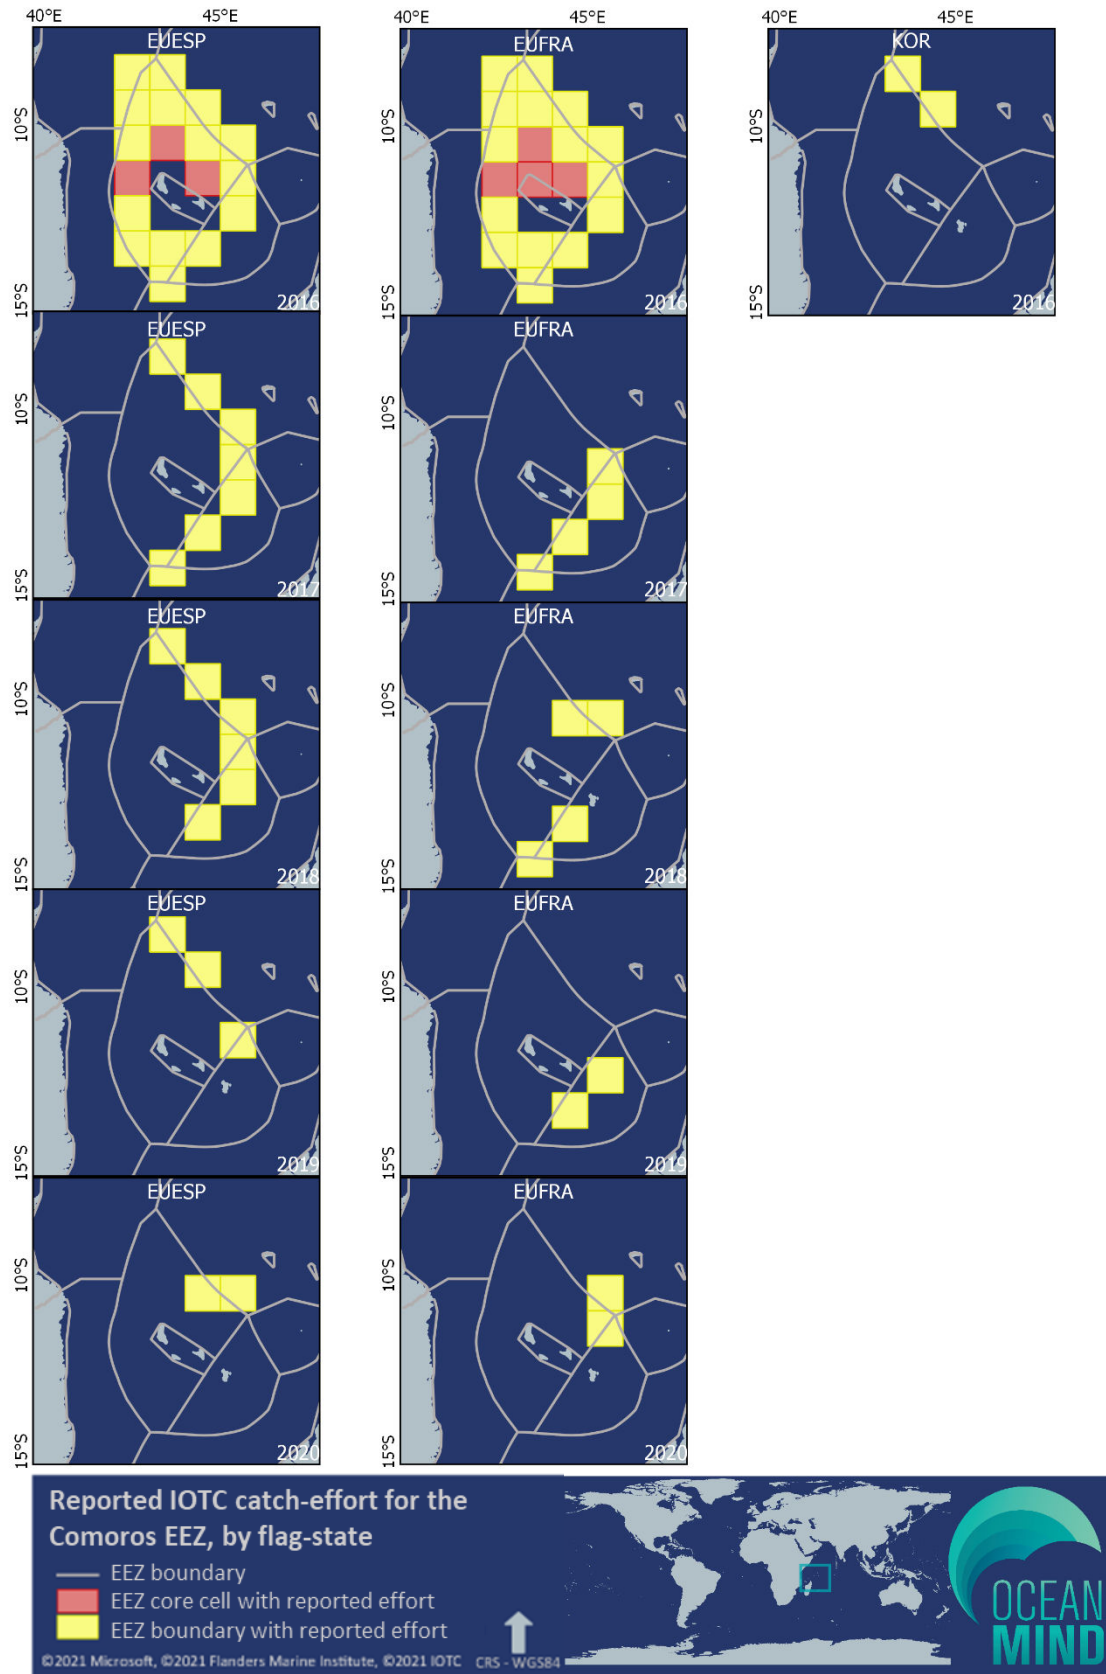 40°E 45°E 40°E 45°E 40°E 45°E
EUESP EUFRA KOR
10°S 10°S 10°S
15°S 15°S 15°S
2016 2016 2016
EUESP EUFRA
10°S 10°S
15°S 15°S
2017 2017
EUESP EUFRA
10°S 10°S
15°S 15°S
2018 2018
EUESP EUFRA
10°S 10°S
15°S 15°S
2019 2019
EUESP EUFRA
10°S 10°S
15°S 15°S
2020 2020
Reported IOTC catch-effort for the
Comoros EEZ, by flag-state
EEZ boundary
EEZ core cell with reported effort
EEZ boundary with reported effort
©2021 Microsoft, ©2021 Flanders Marine Institute, ©2021 IOTC CRS - WGS84
OCEAN
MIND